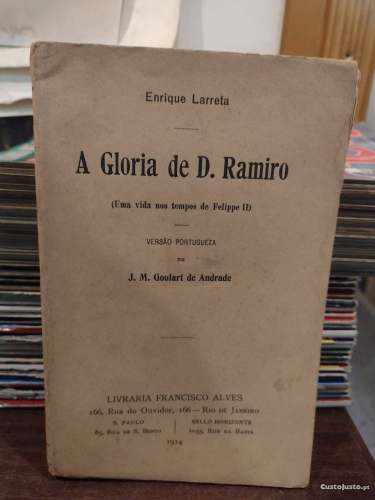 Enrique Larreta
A Gloria de D. Ramiro
(Uma vida nos tempos de Felippe II)
VERSÃO PORTUGUEZA
DE
J. M. Goulart de Andrade
LIVRARIA FRANCISCO ALVES
166, Rua do Ouvidor, 166 — RIO DE JANEIRO
S. PAULO
65, RUA DE S. BENTO
BELLO HORIZONTE
1055, RUA DA BAHIA
1914
CustoJusto.pt